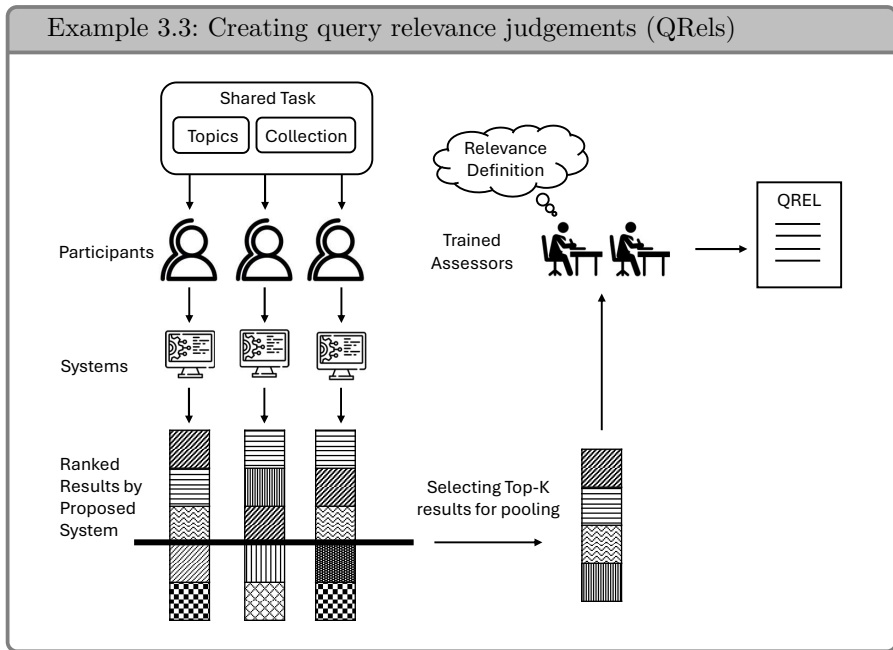 Example 3.3: Creating query relevance judgements (QRels)
Shared Task
Topics
Collection
Relevance
Definition
QREL
Participants
Trained
Assessors
Systems
Ranked
Results by
Proposed
System
Selecting Top-K
results for pooling